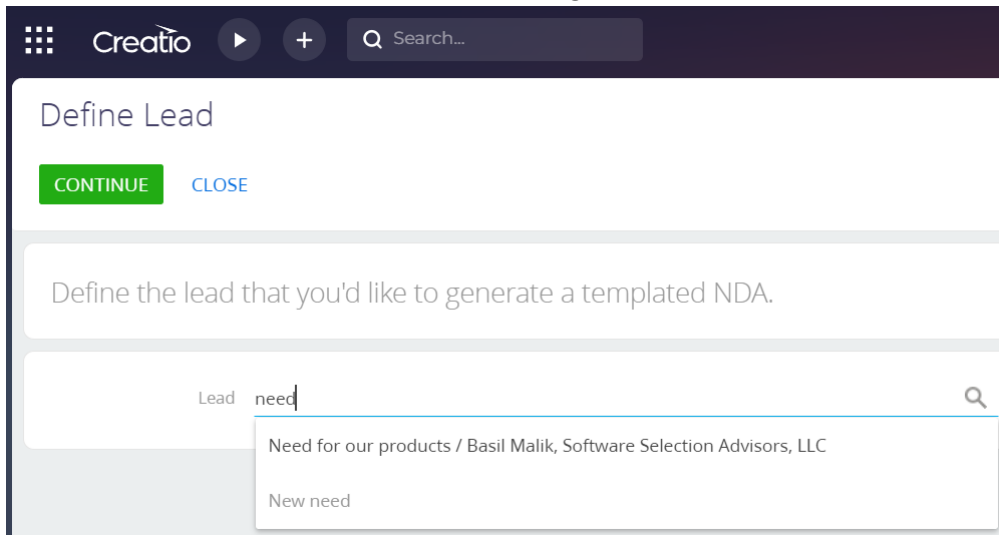 Creatio Search...
Define Lead
CONTINUE CLOSE
Define the lead that you'd like to generate a templated NDA.
Lead need
Need for our products / Basil Malik, Software Selection Advisors, LLC
New need